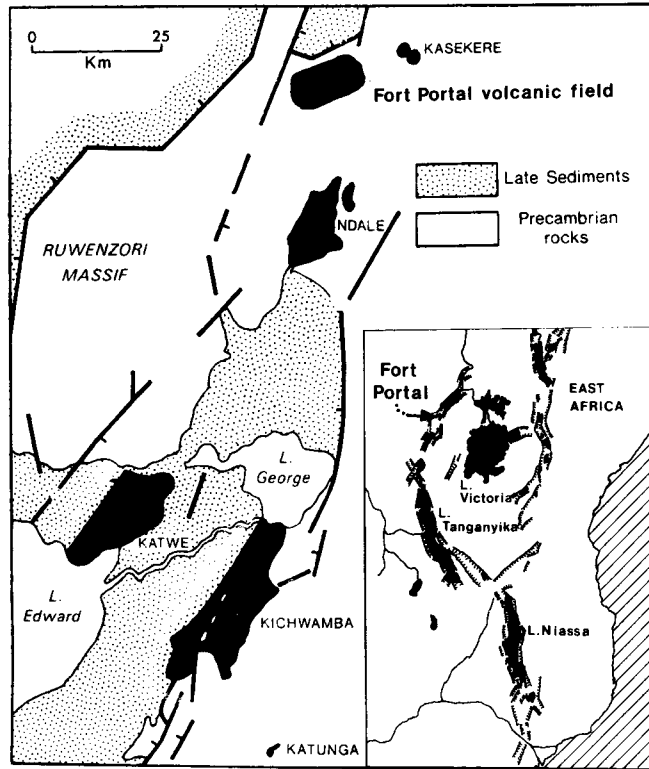 0 25
Km
KASEKERE
Fort Portal volcanic field
Late Sediments
Precambrian
rocks
NDALE
RUWENZORI
MASSIF
L.
George
KATWE
L.
Edward
KICHWAMBA
KATUNGA
Fort
Portal
EAST
AFRICA
L.
Victoria
L.
Tanganyika
L.Niassa